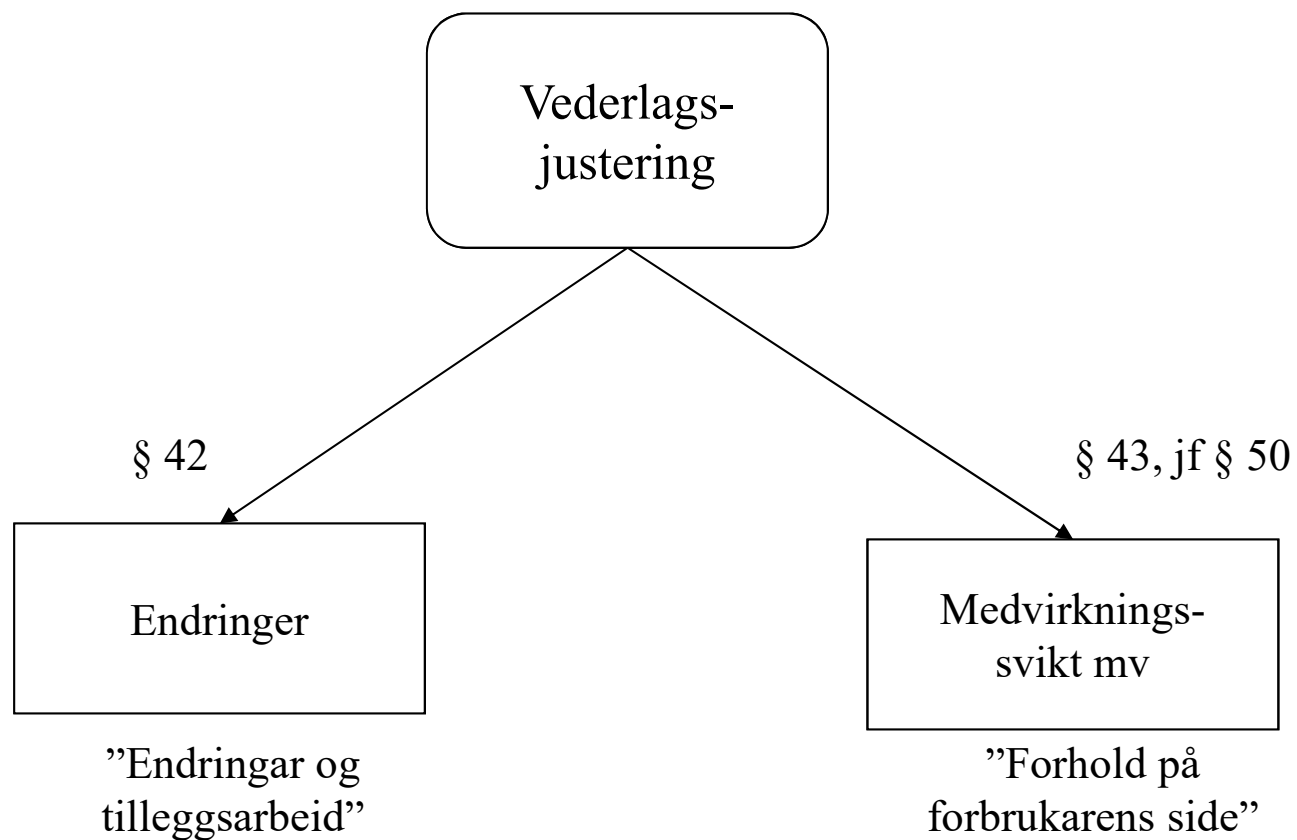 Vederlags-
justering
§ 42
§ 43, jf § 50
Endringer
Medvirknings-
svikt mv
”Endringar og
tilleggsarbeid”
”Forhold på
forbrukarens side”